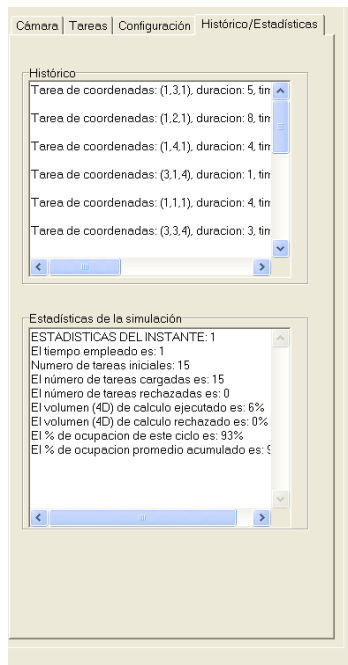 Cámara Tareas Configuración Histórico/Estadísticas
Histórico
Tarea de coordenadas: (1,3,1), duracion: 5, tim
Tarea de coordenadas: (1,2,1), duracion: 8, tim
Tarea de coordenadas: (1,4,1), duracion: 4, tim
Tarea de coordenadas: (3,1,4), duracion: 1, tim
Tarea de coordenadas: (1,1,1), duracion: 4, tim
Tarea de coordenadas: (3,3,4), duracion: 3, tim
Estadísticas de la simulación
ESTADISTICAS DEL INSTANTE: 1
El tiempo empleado es: 1
Numero de tareas iniciales: 15
El número de tareas cargadas es: 15
El número de tareas rechazadas es: 0
El volumen (4D) de calculo ejecutado es: 6%
El volumen (4D) de calculo rechazado es: 0%
El % de ocupacion de este ciclo es: 93%
El % de ocupacion promedio acumulado es: 9